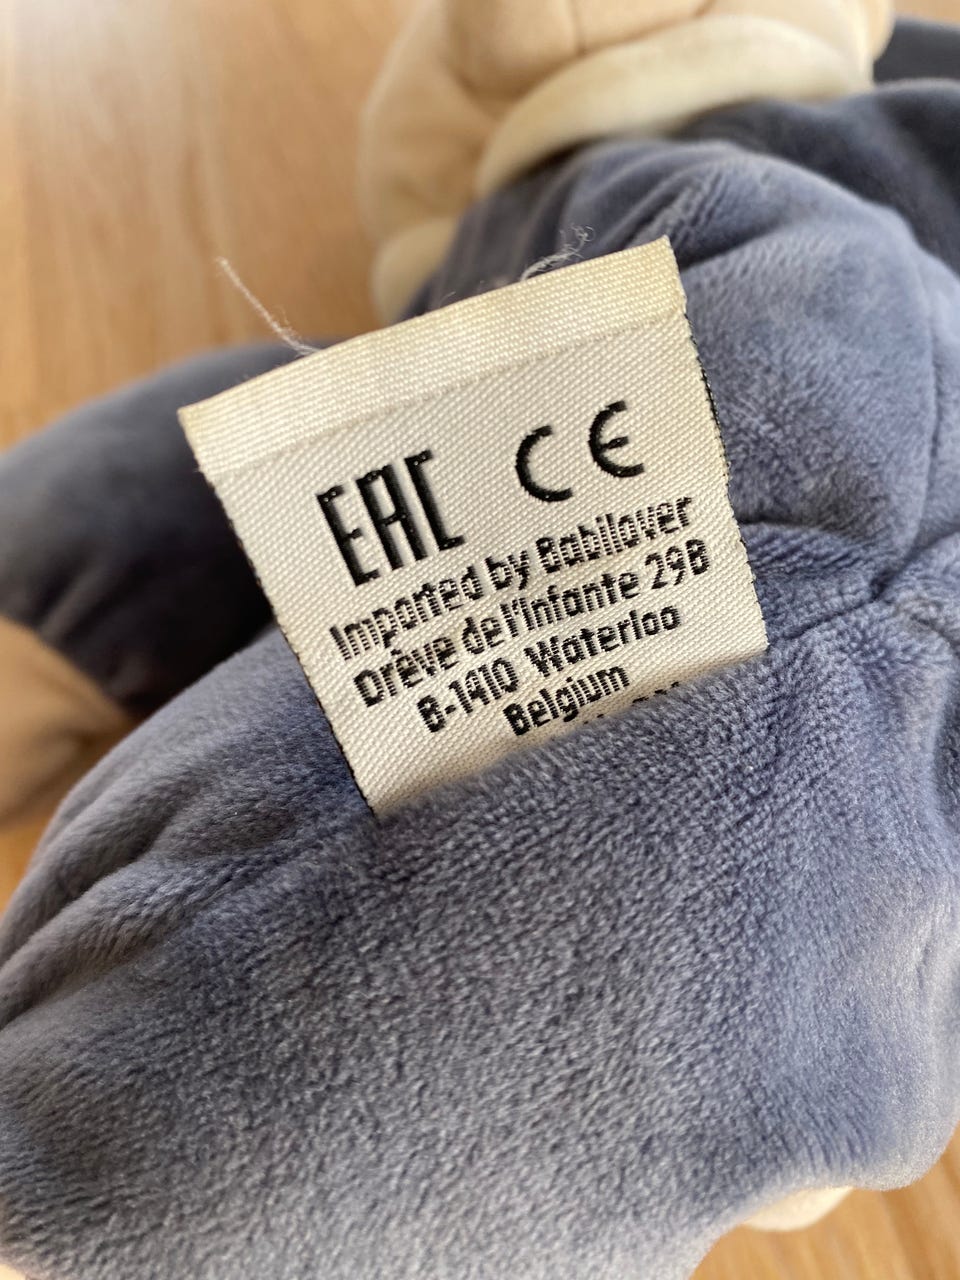 EAC CE
Imported by Babilover
Drève de l'Infante 29B
B-1410 Waterloo
Belgium